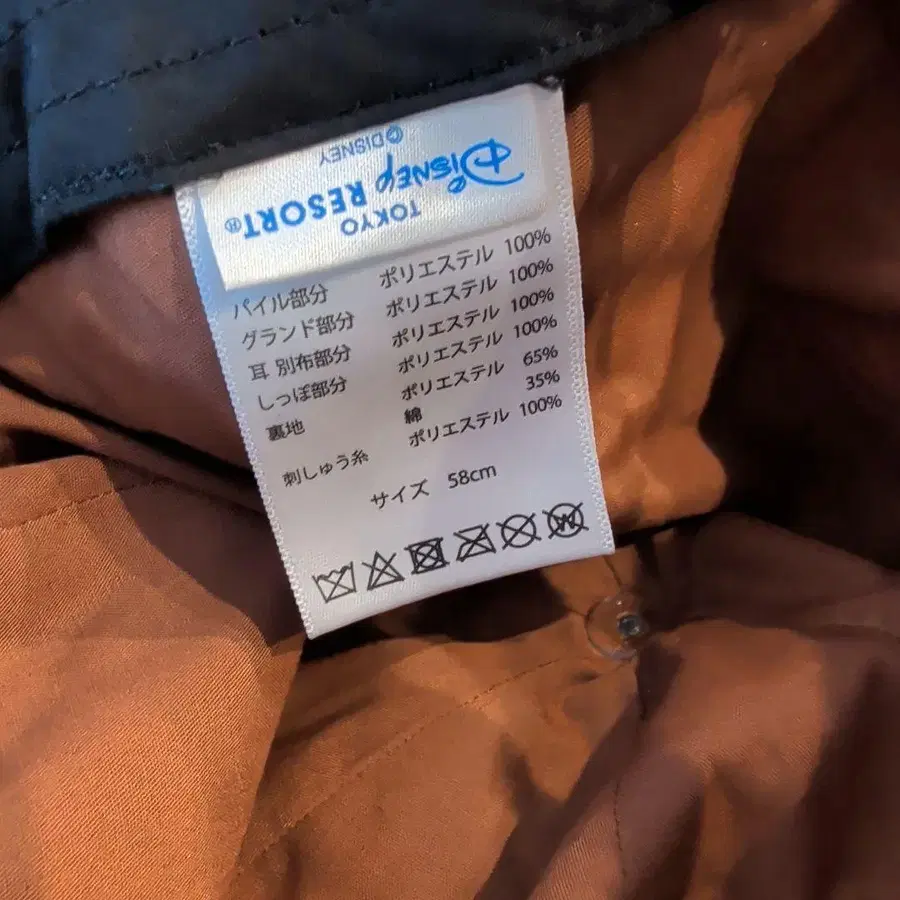 TOKYO
Disney RESORT®
© DISNEY
パイル部分 ポリエステル 100%
グランド部分 ポリエステル 100%
耳 別布部分 ポリエステル 100%
しっぽ部分 ポリエステル 100%
裏地 ポリエステル 65%
綿 35%
刺しゅう糸 ポリエステル 100%
サイズ 58cm
W